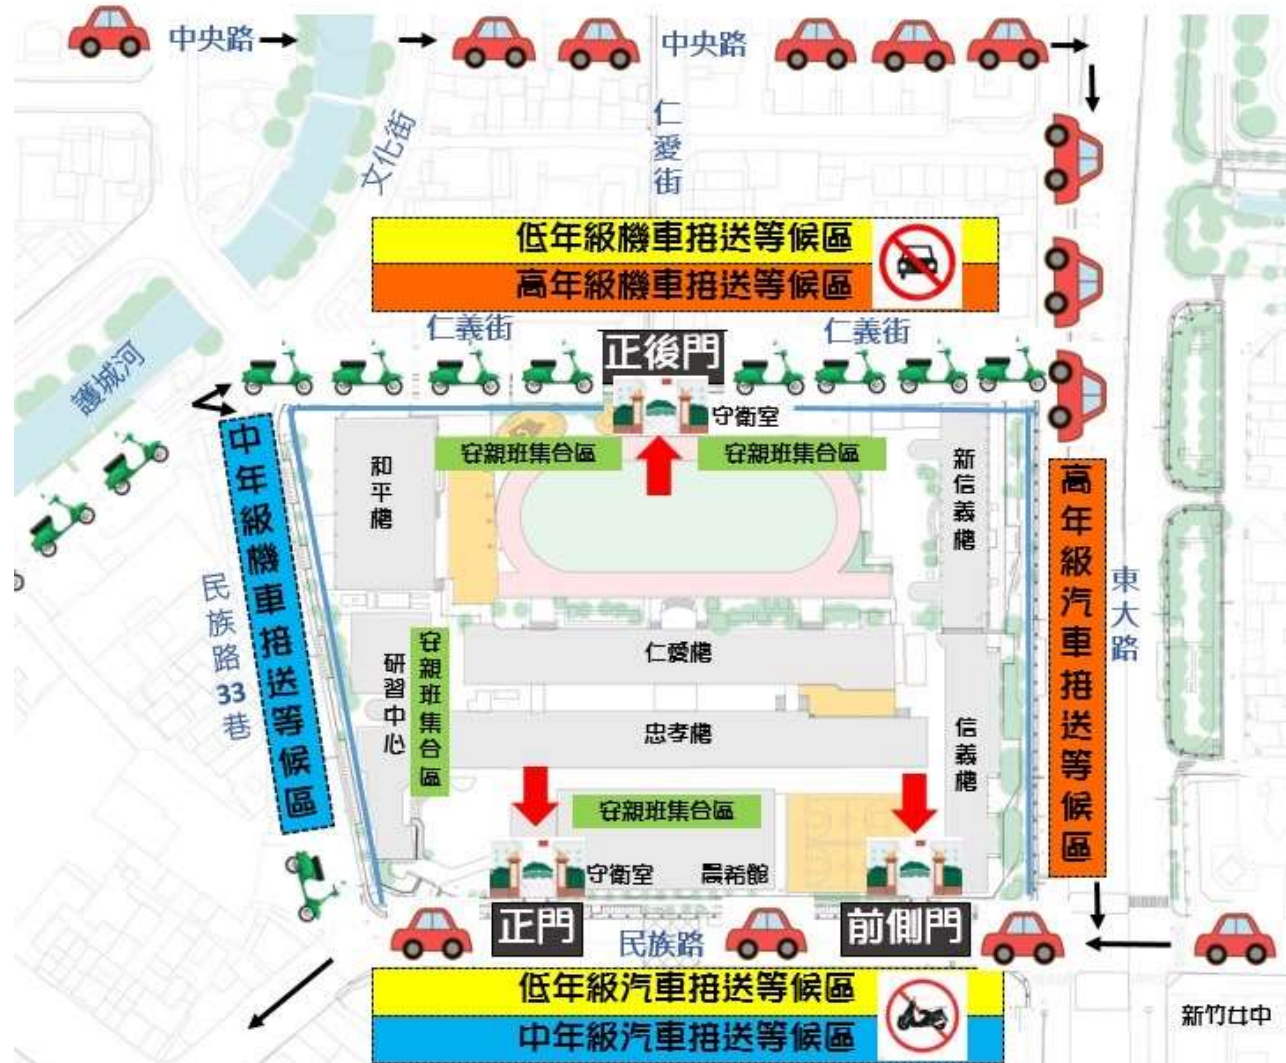 中央路
中央路
文化街
仁愛街
低年級機車接送等候區
高年級機車接送等候區
仁義街
仁義街
正後門
守衛室
護城河
安親班集合區
安親班集合區
和平樓
新信義樓
中年級機車接送等候區
民族路33巷
高年級汽車接送等候區
東大路
仁愛樓
安親班集合區
研習中心
忠孝樓
信義樓
安親班集合區
守衛室
晨希館
正門
民族路
前側門
低年級汽車接送等候區
中年級汽車接送等候區
新竹女中